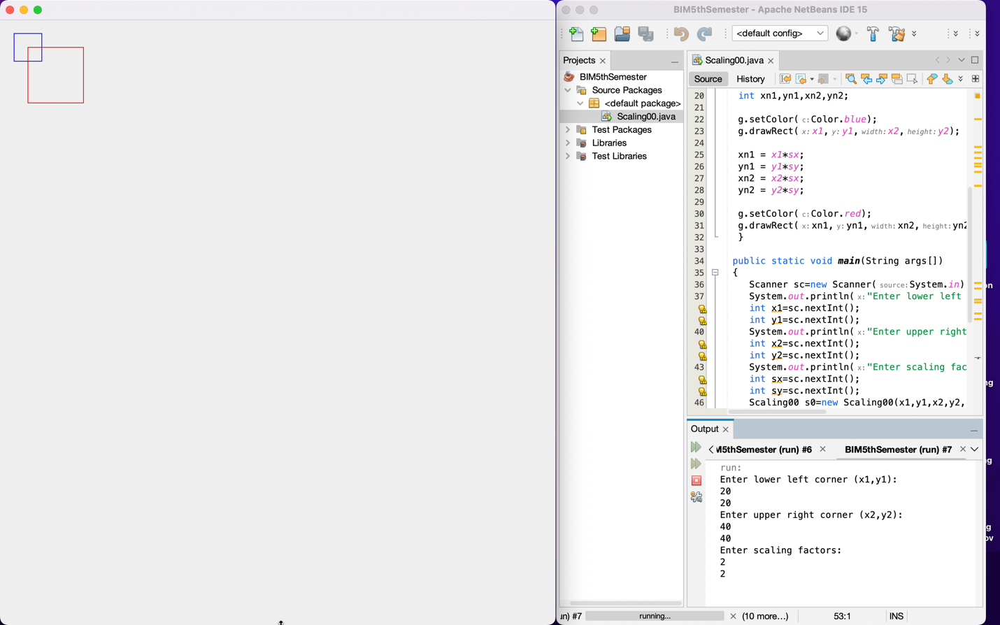 BIM5thSemester - Apache NetBeans IDE 15
<default config>
Projects
Scaling00.java
Source History
BIM5thSemester
Source Packages
<default package>
Scaling00.java
Test Packages
Libraries
Test Libraries
20 int xn1,yn1,xn2,yn2;
21
22 g.setColor( c: Color.blue);
23 g.drawRect( x: x1, y: y1, width: x2, height: y2);
24
25 xn1 = x1*sx;
26 yn1 = y1*sy;
27 xn2 = x2*sx;
28 yn2 = y2*sy;
29
30 g.setColor( c: Color.red);
31 g.drawRect( x: xn1, y: yn1, width: xn2, height: yn2
32 }
33
34 public static void main(String args[])
35 {
36 Scanner sc=new Scanner( source: System.in)
37 System.out.println( x: "Enter lower left
int x1=sc.nextInt();
int y1=sc.nextInt();
40 System.out.println( x: "Enter upper right
int x2=sc.nextInt();
int y2=sc.nextInt();
43 System.out.println( x: "Enter scaling fac
int sx=sc.nextInt();
int sy=sc.nextInt();
46 Scaling00 s0=new Scaling00(x1,y1,x2,y2,
Output
M5thSemester (run) #6 BIM5thSemester (run) #7
run:
Enter lower left corner (x1,y1):
20
20
Enter upper right corner (x2,y2):
40
40
Enter scaling factors:
2
2
un) #7 running... (10 more...) 53:1 INS
on
ng
g
g
ov